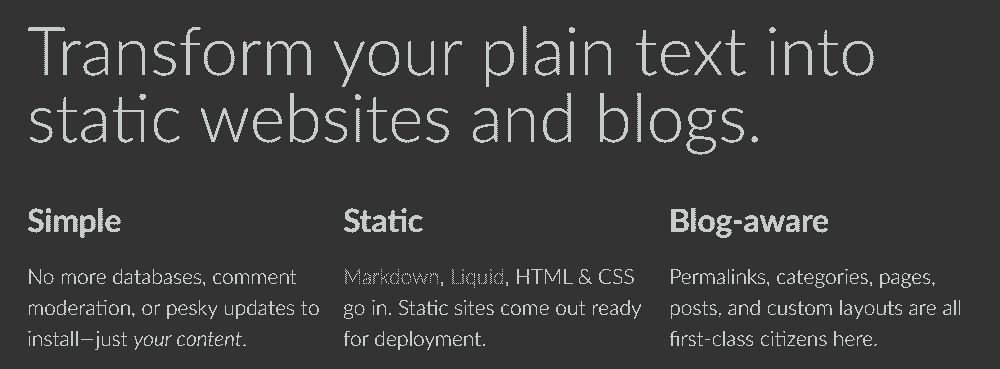 Transform your plain text into
static websites and blogs.
Simple
No more databases, comment
moderation, or pesky updates to
install—just your content.
Static
Markdown, Liquid, HTML & CSS
go in. Static sites come out ready
for deployment.
Blog-aware
Permalinks, categories, pages,
posts, and custom layouts are all
first-class citizens here.